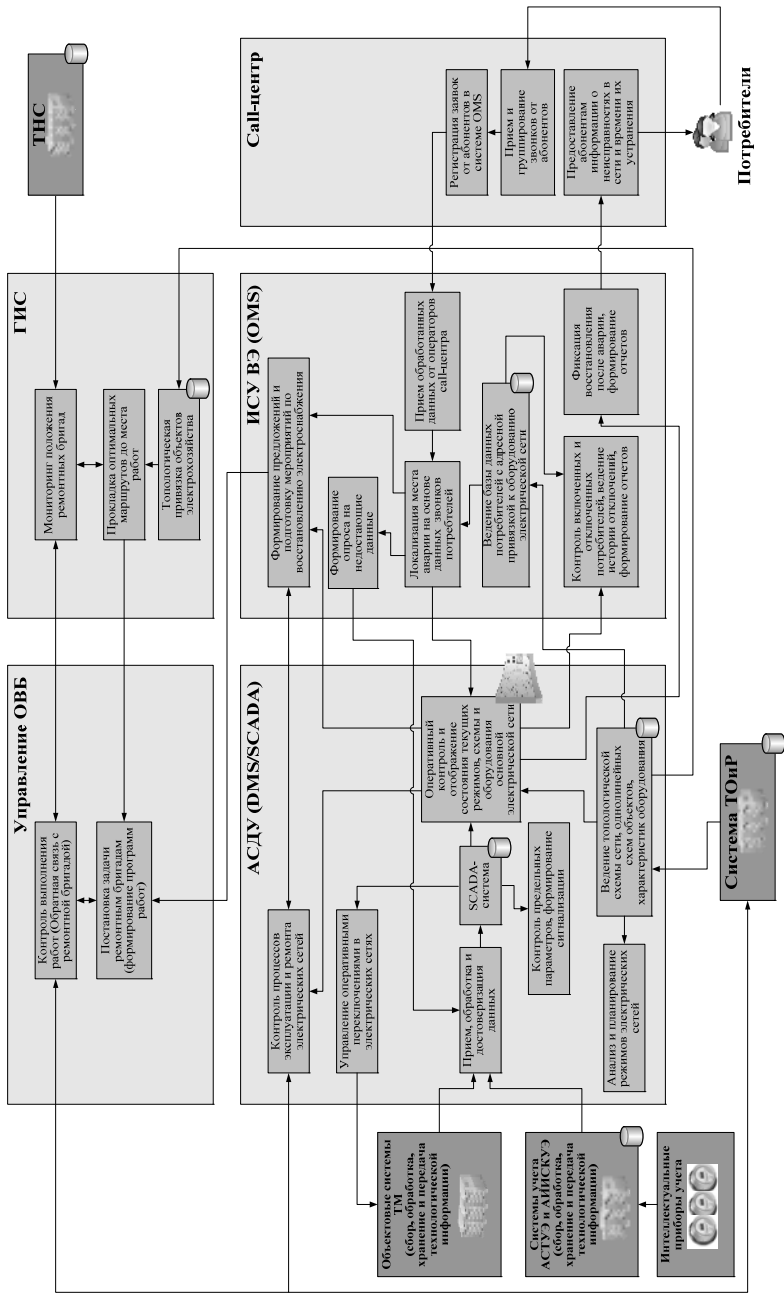 Управление ОВБ
Контроль выполнения
работ (Обратная связь с
ремонтной бригадой)
Постановка задачи
ремонтным бригадам
(формирование программ
работ)
ГИС
Мониторинг положения
ремонтных бригад
Прокладка оптимальных
маршрутов до места
работ
Топологическая
привязка объектов
электрохозяйства
ТНС
Объектовые системы
ТМ
(сбор, обработка,
хранение и передача
технологической
информации)
Системы учета
АСТУЭ и АИИСКУЭ
(сбор, обработка,
хранение и передача
технологической
информации)
Интеллектуальные
приборы учета
АСДУ (DMS/SCADA)
Контроль процессов
эксплуатации и ремонта
электрических сетей
Управление оперативными
переключениями в
электрических сетях
Прием, обработка и
достоверизация
данных
SCADA-
система
Контроль предельных
параметров, формирование
сигнализации
Оперативный
контроль и
отображение
состояния текущих
режимов, схемы и
оборудования
основной
электрической сети
Ведение топологической
схемы сети, однолинейных
схем объектов,
характеристик оборудования
Анализ и планирование
режимов электрических
сетей
Система ТОиР
ИСУ ВЭ (OMS)
Формирование предложений и
подготовку мероприятий по
восстановлению электроснабжения
Формирование
опроса на
недостающие
данные
Локализация места
аварии на основе
данных звонков
потребтелей
Прием обработанных
данных от операторов
call-центра
Ведение базы данных
потребителей с адресной
привязкой к оборудованию
электрической сети
Контроль включенных и
отключенных
потребителей, ведение
истории отключений,
формирование отчетов
Фиксация
восстановления
после аварии,
формирование
отчетов
Call-центр
Регистрация заявок
от абонентов в
системе OMS
Прием и
группирование
звонков от
абонентов
Предоставление
абонентам
информации о
неисправностях в
сети и времени их
устранения
Потребители